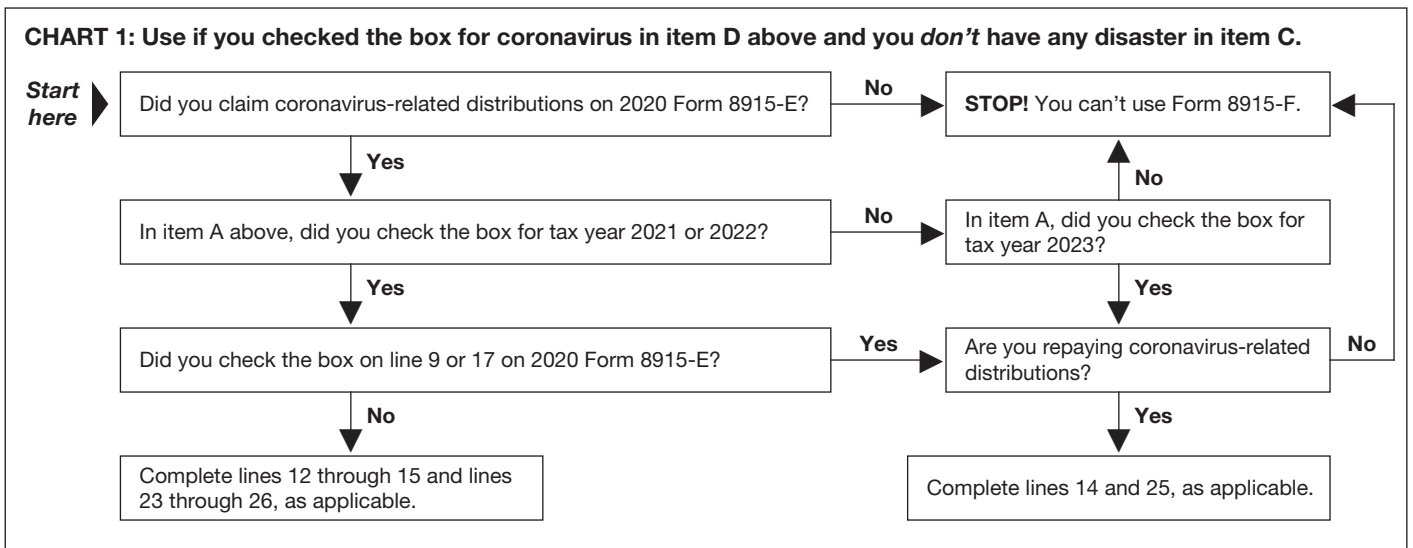 CHART 1: Use if you checked the box for coronavirus in item D above and you don't have any disaster in item C.
Start
here
Did you claim coronavirus-related distributions on 2020 Form 8915-E?
No
STOP! You can't use Form 8915-F.
Yes
No
In item A above, did you check the box for tax year 2021 or 2022?
No
In item A, did you check the box for
tax year 2023?
Yes
Yes
Did you check the box on line 9 or 17 on 2020 Form 8915-E?
Yes
Are you repaying coronavirus-related
distributions?
No
No
Yes
Complete lines 12 through 15 and lines
23 through 26, as applicable.
Complete lines 14 and 25, as applicable.